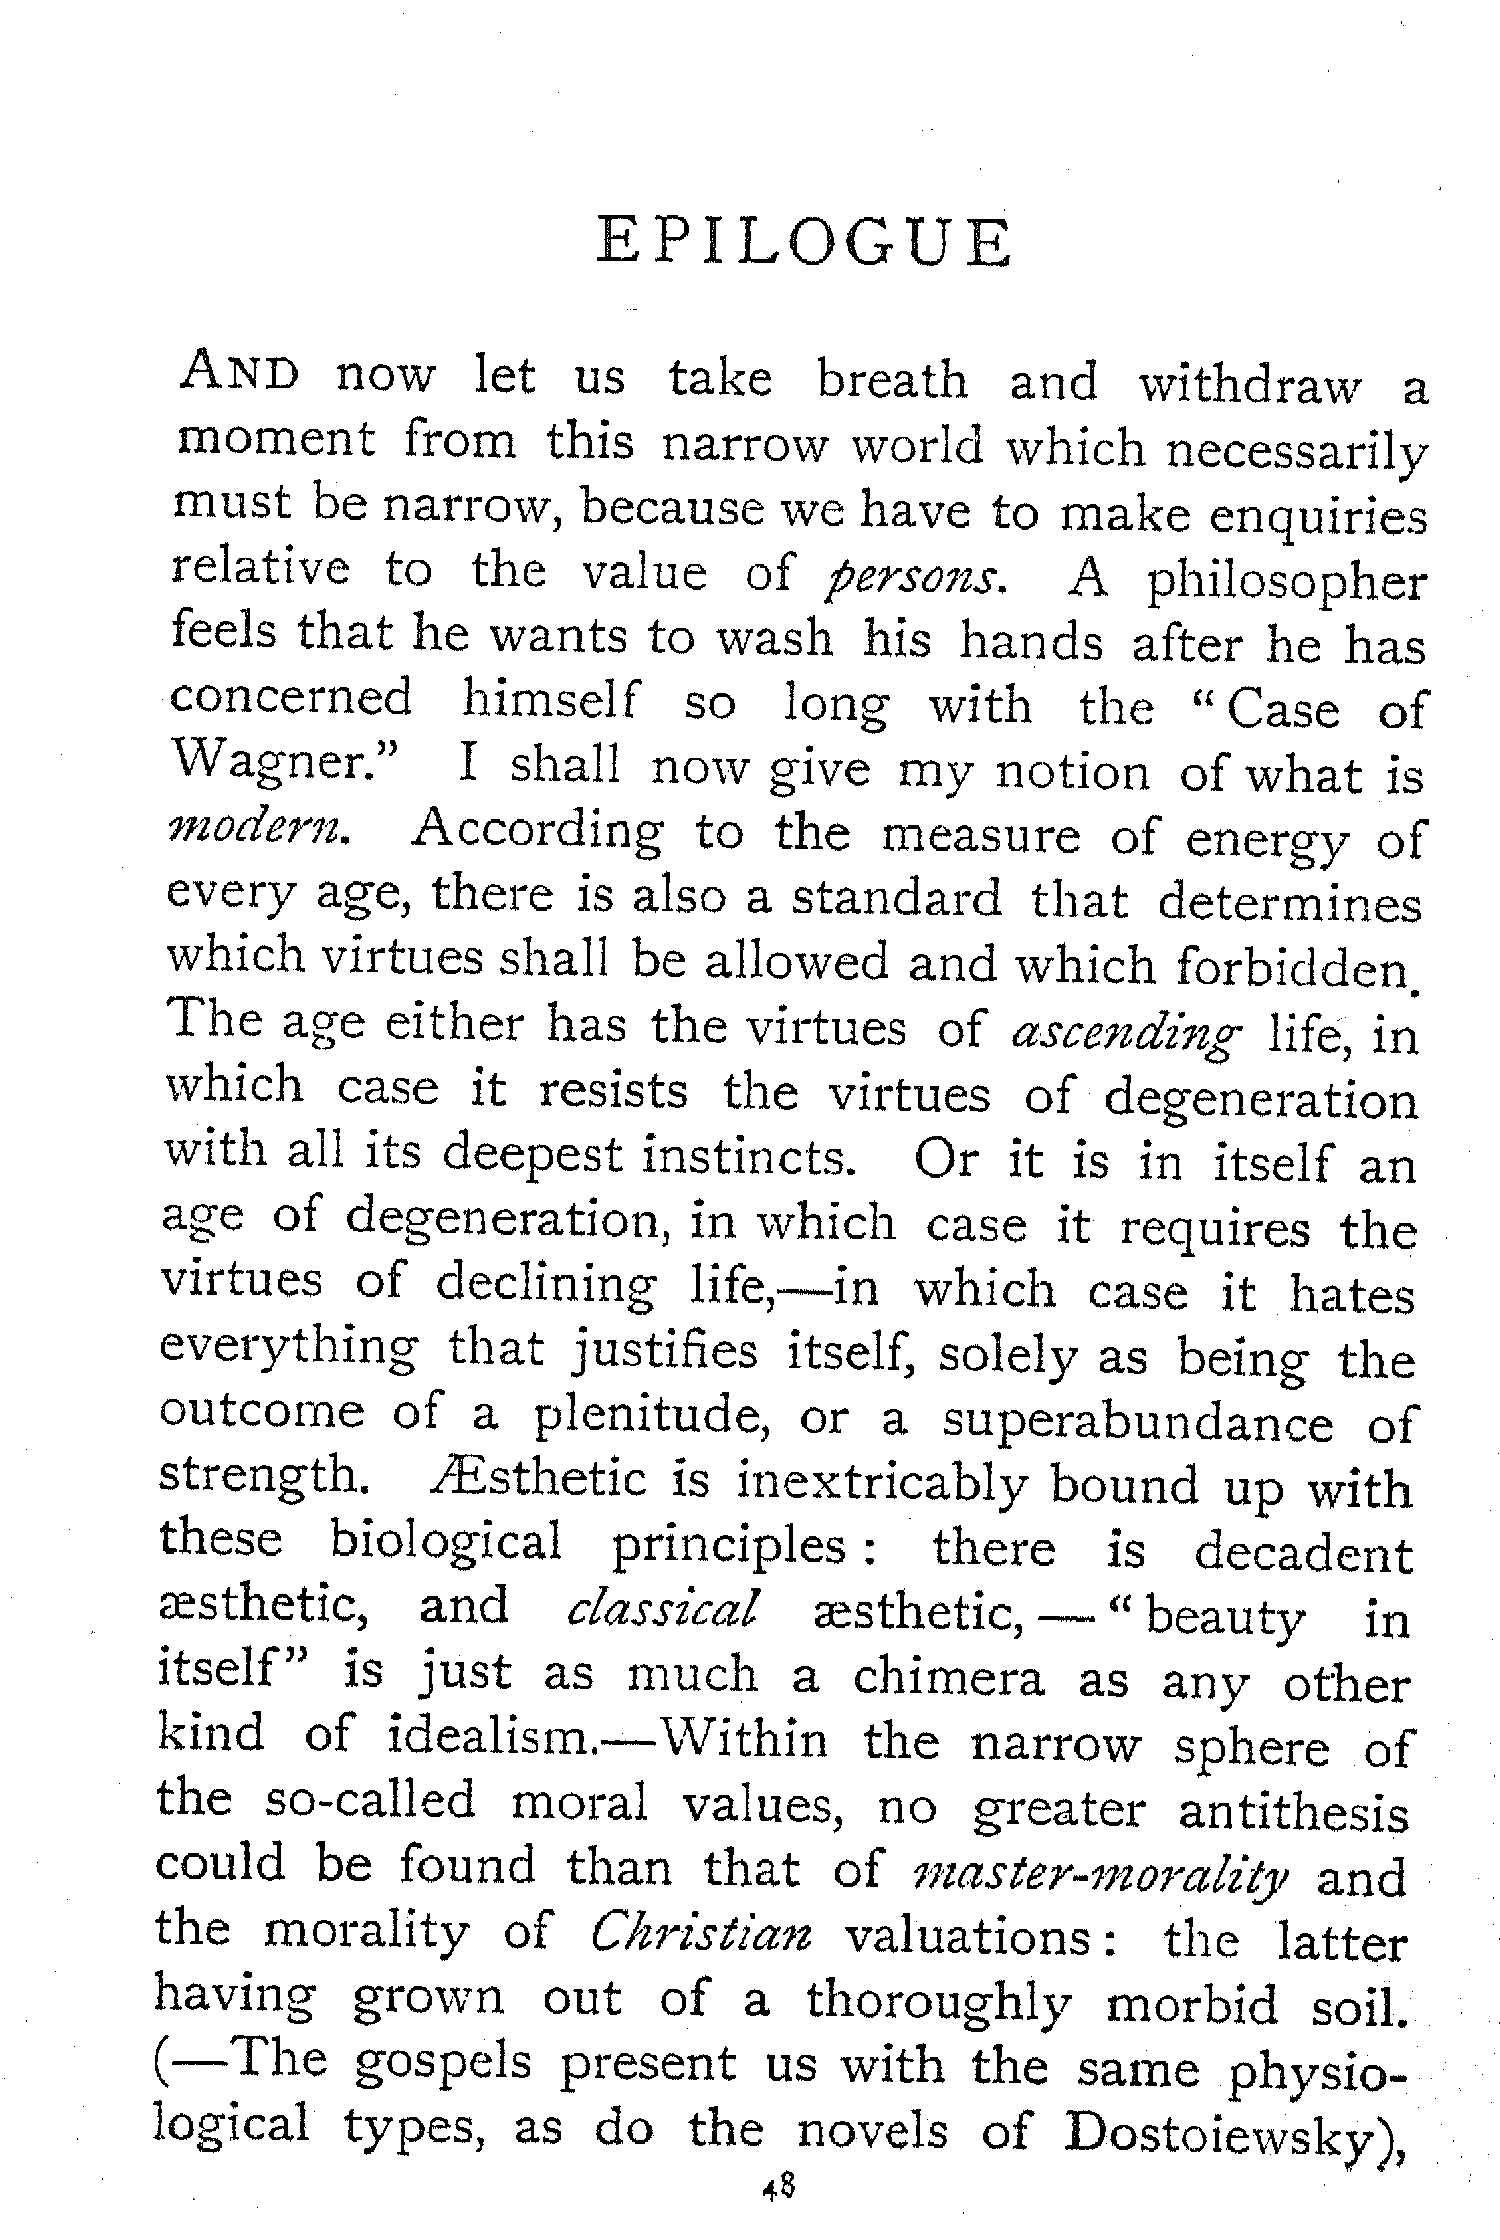 EPILOGUE
AND now let us take breath and withdraw a
moment from this narrow world which necessarily
must be narrow, because we have to make enquiries
relative to the value of persons. A philosopher
feels that he wants to wash his hands after he has
concerned himself so long with the “Case of
Wagner.” I shall now give my notion of what is
modern. According to the measure of energy of
every age, there is also a standard that determines
which virtues shall be allowed and which forbidden.
The age either has the virtues of ascending life, in
which case it resists the virtues of degeneration
with all its deepest instincts. Or it is in itself an
age of degeneration, in which case it requires the
virtues of declining life,—in which case it hates
everything that justifies itself, solely as being the
outcome of a plenitude, or a superabundance of
strength. Æsthetic is inextricably bound up with
these biological principles: there is decadent
æsthetic, and classical æsthetic,—“beauty in
itself” is just as much a chimera as any other
kind of idealism.—Within the narrow sphere of
the so-called moral values, no greater antithesis
could be found than that of master-morality and
the morality of Christian valuations: the latter
having grown out of a thoroughly morbid soil.
(—The gospels present us with the same physio-
logical types, as do the novels of Dostoiewsky),
48